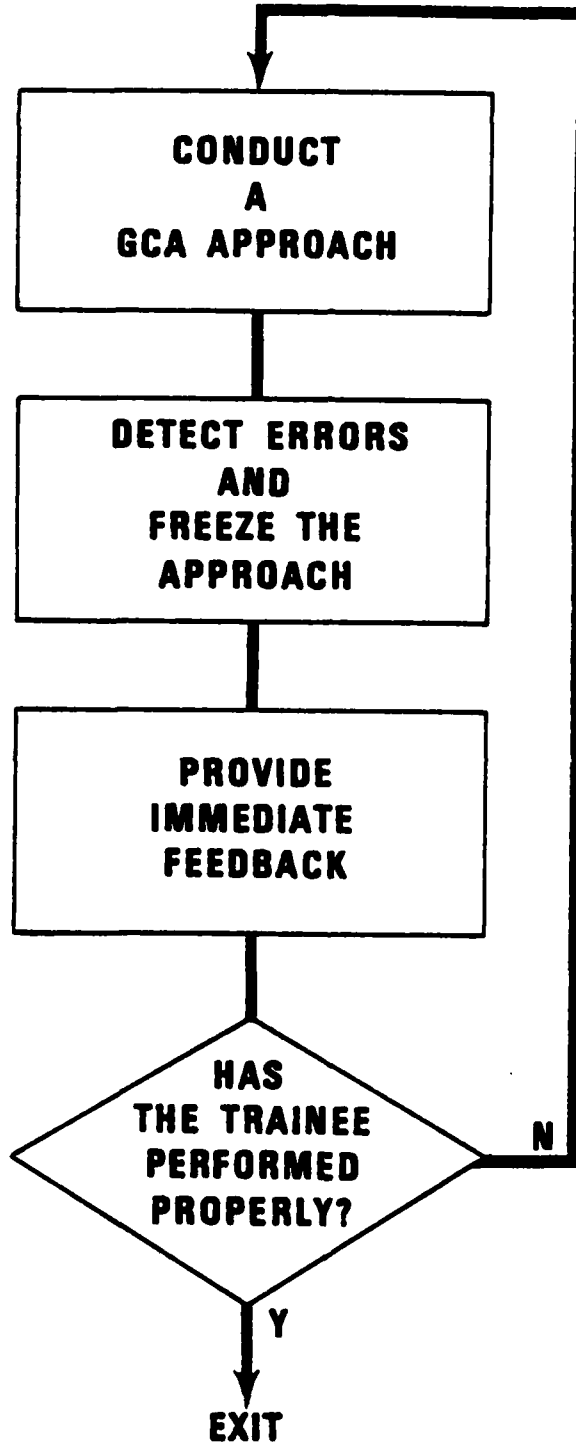 CONDUCT
A
GCA APPROACH
DETECT ERRORS
AND
FREEZE THE
APPROACH
PROVIDE
IMMEDIATE
FEEDBACK
HAS
THE TRAINEE
PERFORMED
PROPERLY?
N
Y
EXIT